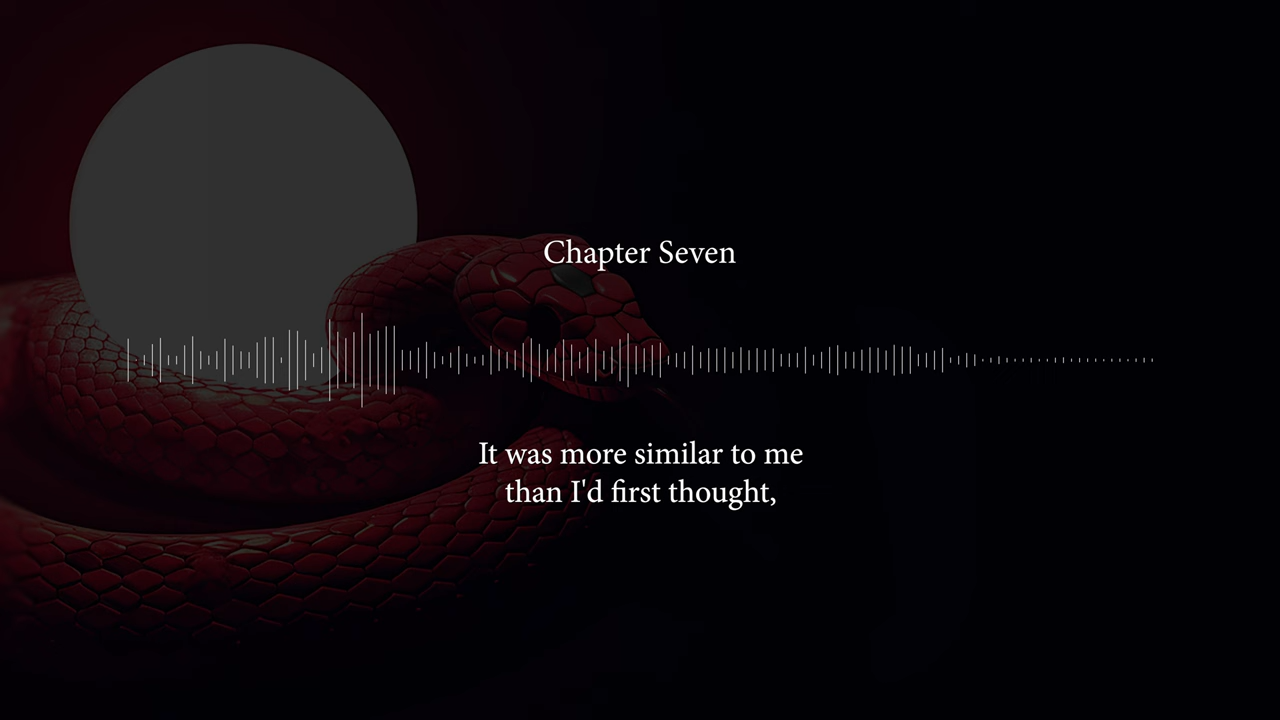 Chapter Seven
It was more similar to me
than I'd first thought,